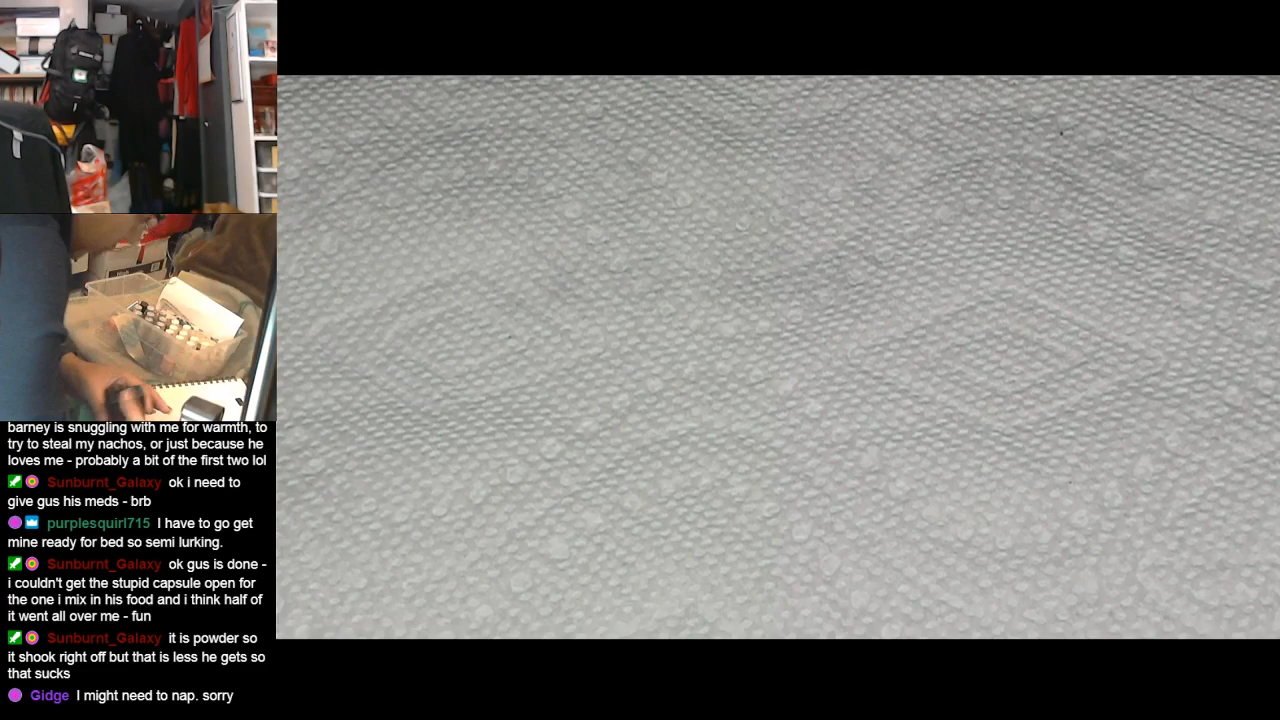 barney is snuggling with me for warmth, to
try to steal my nachos, or just because he
loves me - probably a bit of the first two lol
Sunburnt_Galaxy ok i need to
give gus his meds - brb
purplesquirl715 I have to go get
mine ready for bed so semi lurking.
Sunburnt_Galaxy ok gus is done -
i couldn't get the stupid capsule open for
the one i mix in his food and i think half of
it went all over me - fun
Sunburnt_Galaxy it is powder so
it shook right off but that is less he gets so
that sucks
Gidge I might need to nap. sorry